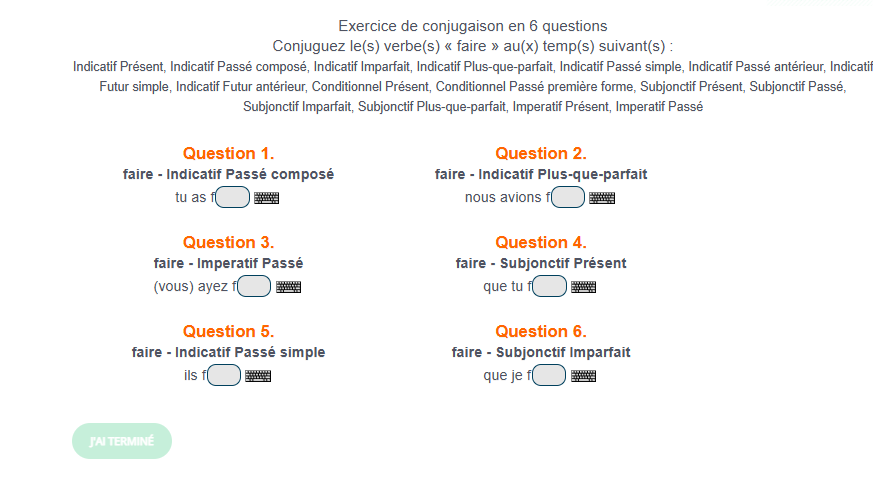 Exercice de conjugaison en 6 questions
Conjuguez le(s) verbe(s) « faire » au(x) temp(s) suivant(s) :
Indicatif Présent, Indicatif Passé composé, Indicatif Imparfait, Indicatif Plus-que-parfait, Indicatif Passé simple, Indicatif Passé antérieur, Indicatif
Futur simple, Indicatif Futur antérieur, Conditionnel Présent, Conditionnel Passé première forme, Subjonctif Présent, Subjonctif Passé,
Subjonctif Imparfait, Subjonctif Plus-que-parfait, Imperatif Présent, Imperatif Passé
Question 1.
faire - Indicatif Passé composé
tu as f
Question 2.
faire - Indicatif Plus-que-parfait
nous avions f
Question 3.
faire - Imperatif Passé
(vous) ayez f
Question 4.
faire - Subjonctif Présent
que tu f
Question 5.
faire - Indicatif Passé simple
ils f
Question 6.
faire - Subjonctif Imparfait
que je f
J'AI TERMINÉ